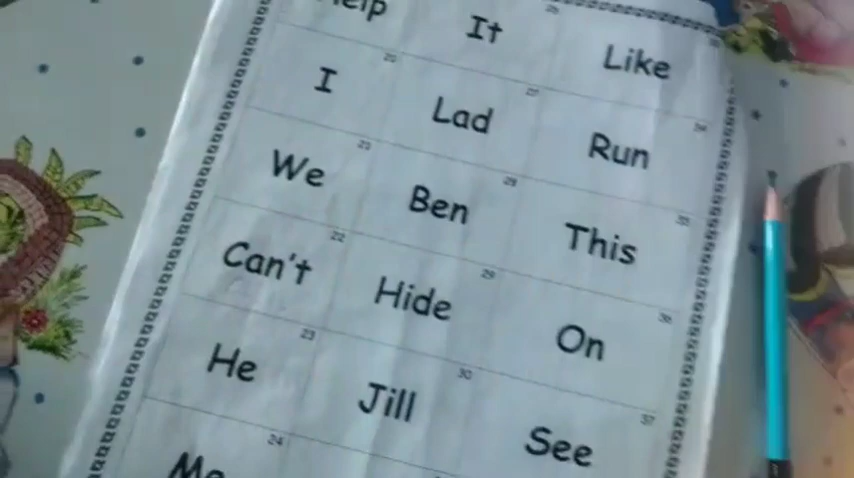 It Like
I Lad Run
We Ben This
Can't Hide On
He Jill See